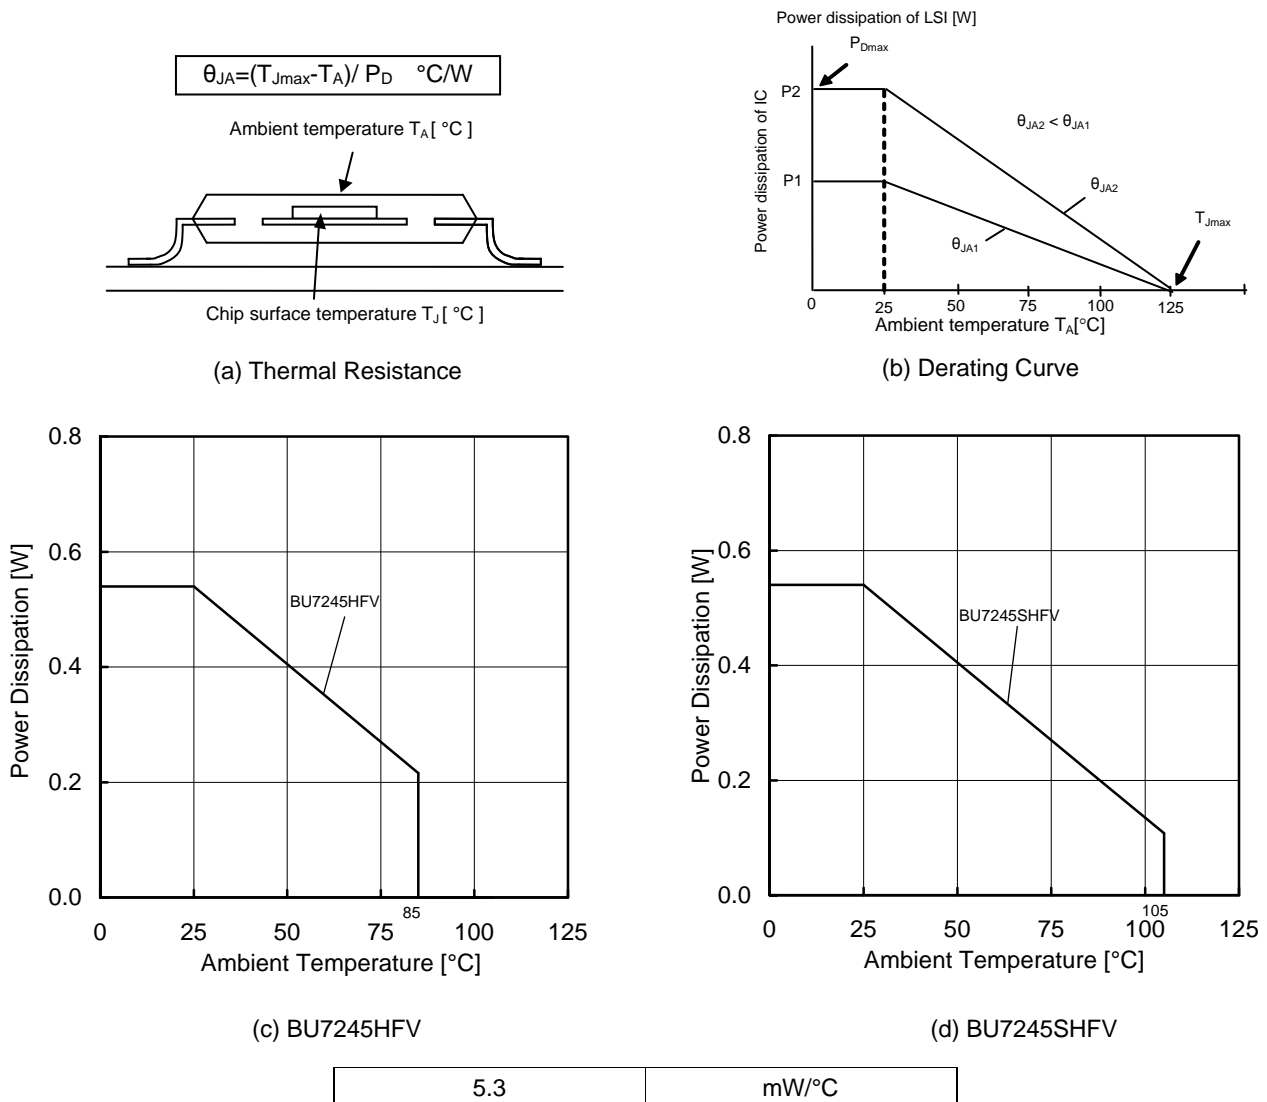 θJA=(TJmax-TA)/ PD °C/W
Ambient temperature TA[ °C ]
Chip surface temperature TJ[ °C ]
(a) Thermal Resistance
Power dissipation of LSI [W]
PDmax
Power dissipation of IC
P2
P1
θJA2 < θJA1
θJA2
θJA1
TJmax
0 25 50 75 100 125
Ambient temperature TA[°C]
(b) Derating Curve
0.8
0.6
0.4
0.2
0.0
Power Dissipation [W]
BU7245HFV
85
0 25 50 75 100 125
Ambient Temperature [°C]
(c) BU7245HFV
0.8
0.6
0.4
0.2
0.0
Power Dissipation [W]
BU7245SHFV
105
0 25 50 75 100 125
Ambient Temperature [°C]
(d) BU7245SHFV
5.3 mW/°C